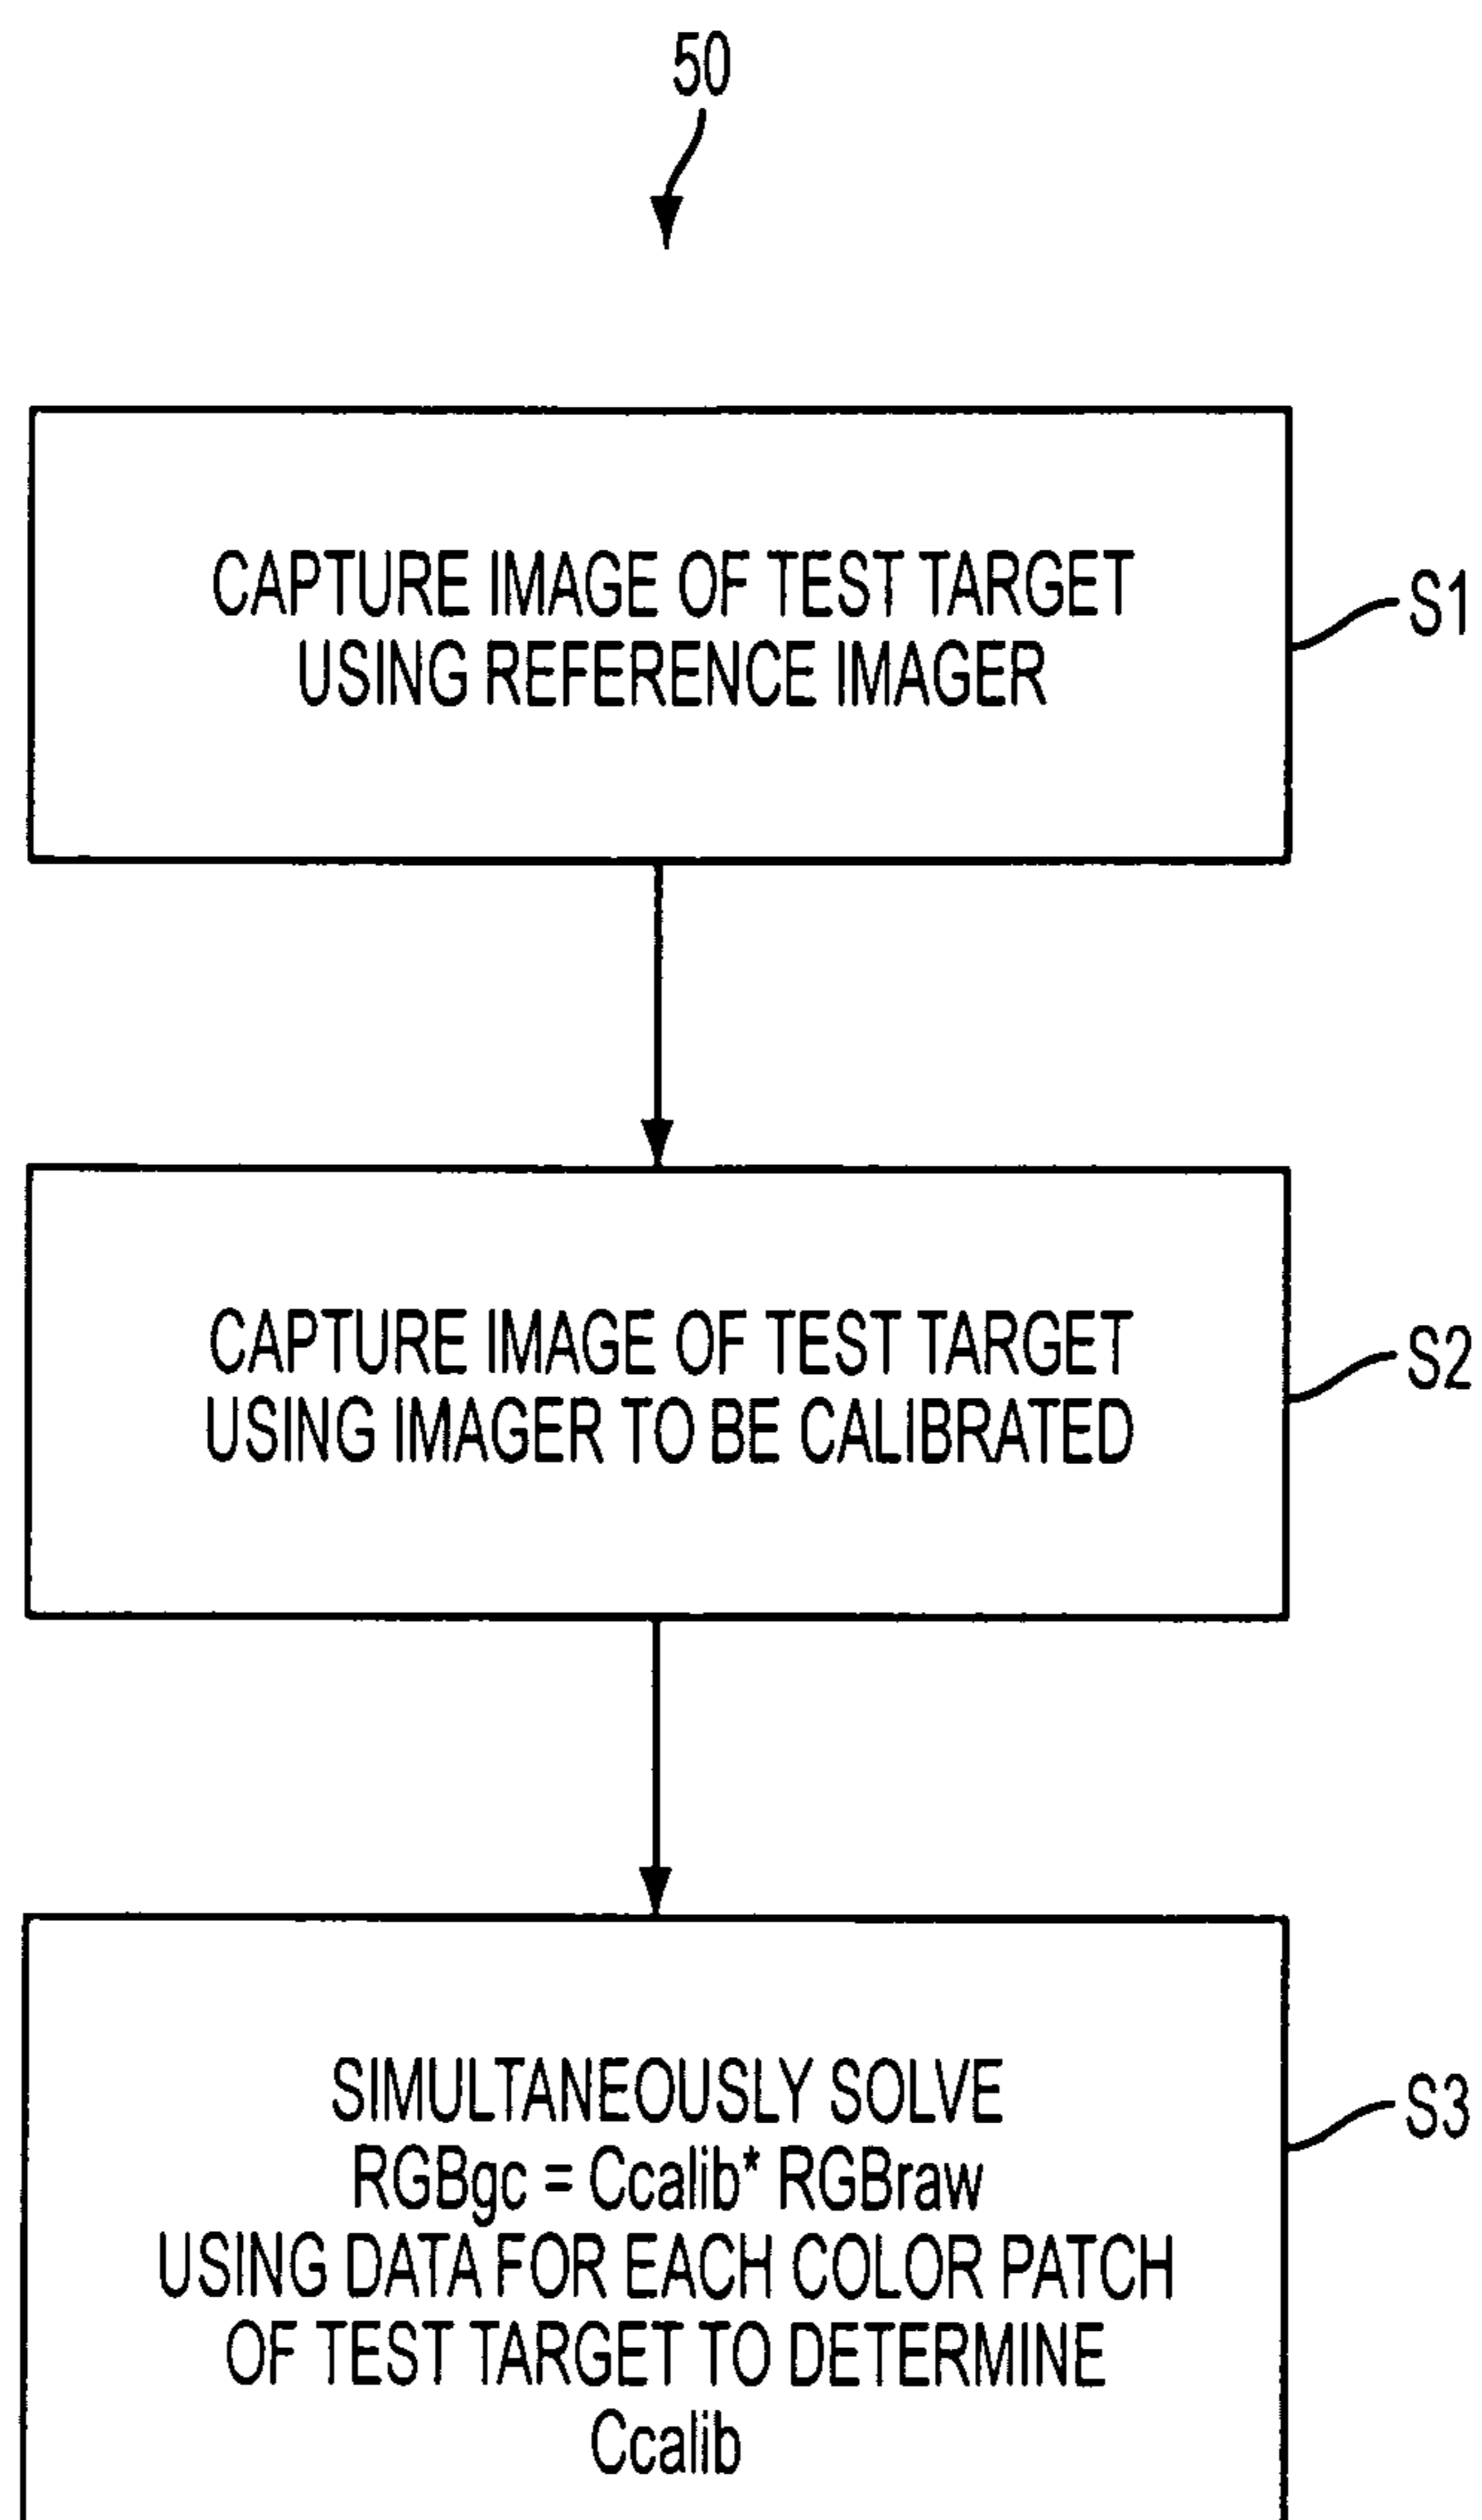 50
CAPTURE IMAGE OF TEST TARGET
USING REFERENCE IMAGER
S1
CAPTURE IMAGE OF TEST TARGET
USING IMAGER TO BE CALIBRATED
S2
SIMULTANEOUSLY SOLVE
RGBgc = Ccalib* RGBraw
USING DATA FOR EACH COLOR PATCH
OF TEST TARGET TO DETERMINE
Ccalib
S3